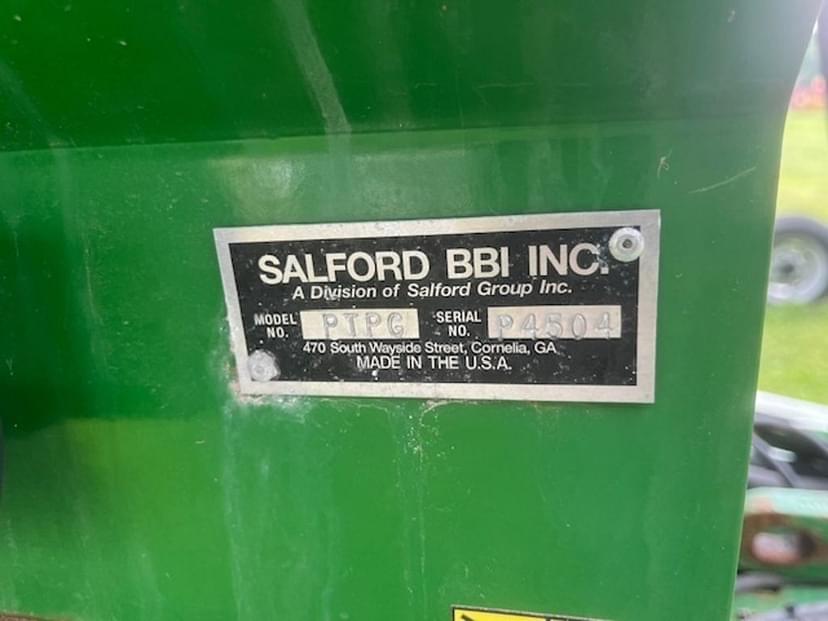 SALFORD BBI INC.
A Division of Salford Group Inc.
MODEL NO. PTPG SERIAL NO. P4504
470 South Wayside Street, Cornelia, GA
MADE IN THE U.S.A.